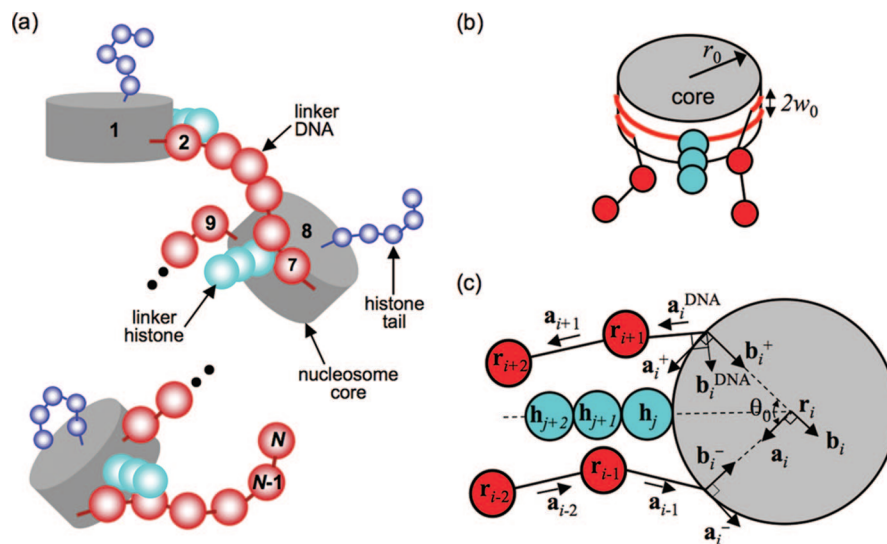 (a)
1
2
linker
DNA
9
8
7
linker
histone
histone
tail
nucleosome
core
N
N-1
(b)
r₀
core
2w₀
(c)
aᵢ₊₁
aᵢᴰᴺᴬ
rᵢ₊₂
rᵢ₊₁
aᵢ⁺
bᵢᴰᴺᴬ
bᵢ⁺
hⱼ₊₂
hⱼ₊₁
hⱼ
θ₀
rᵢ
aᵢ
bᵢ
rᵢ₋₂
rᵢ₋₁
bᵢ⁻
aᵢ₋₂
aᵢ₋₁
aᵢ⁻